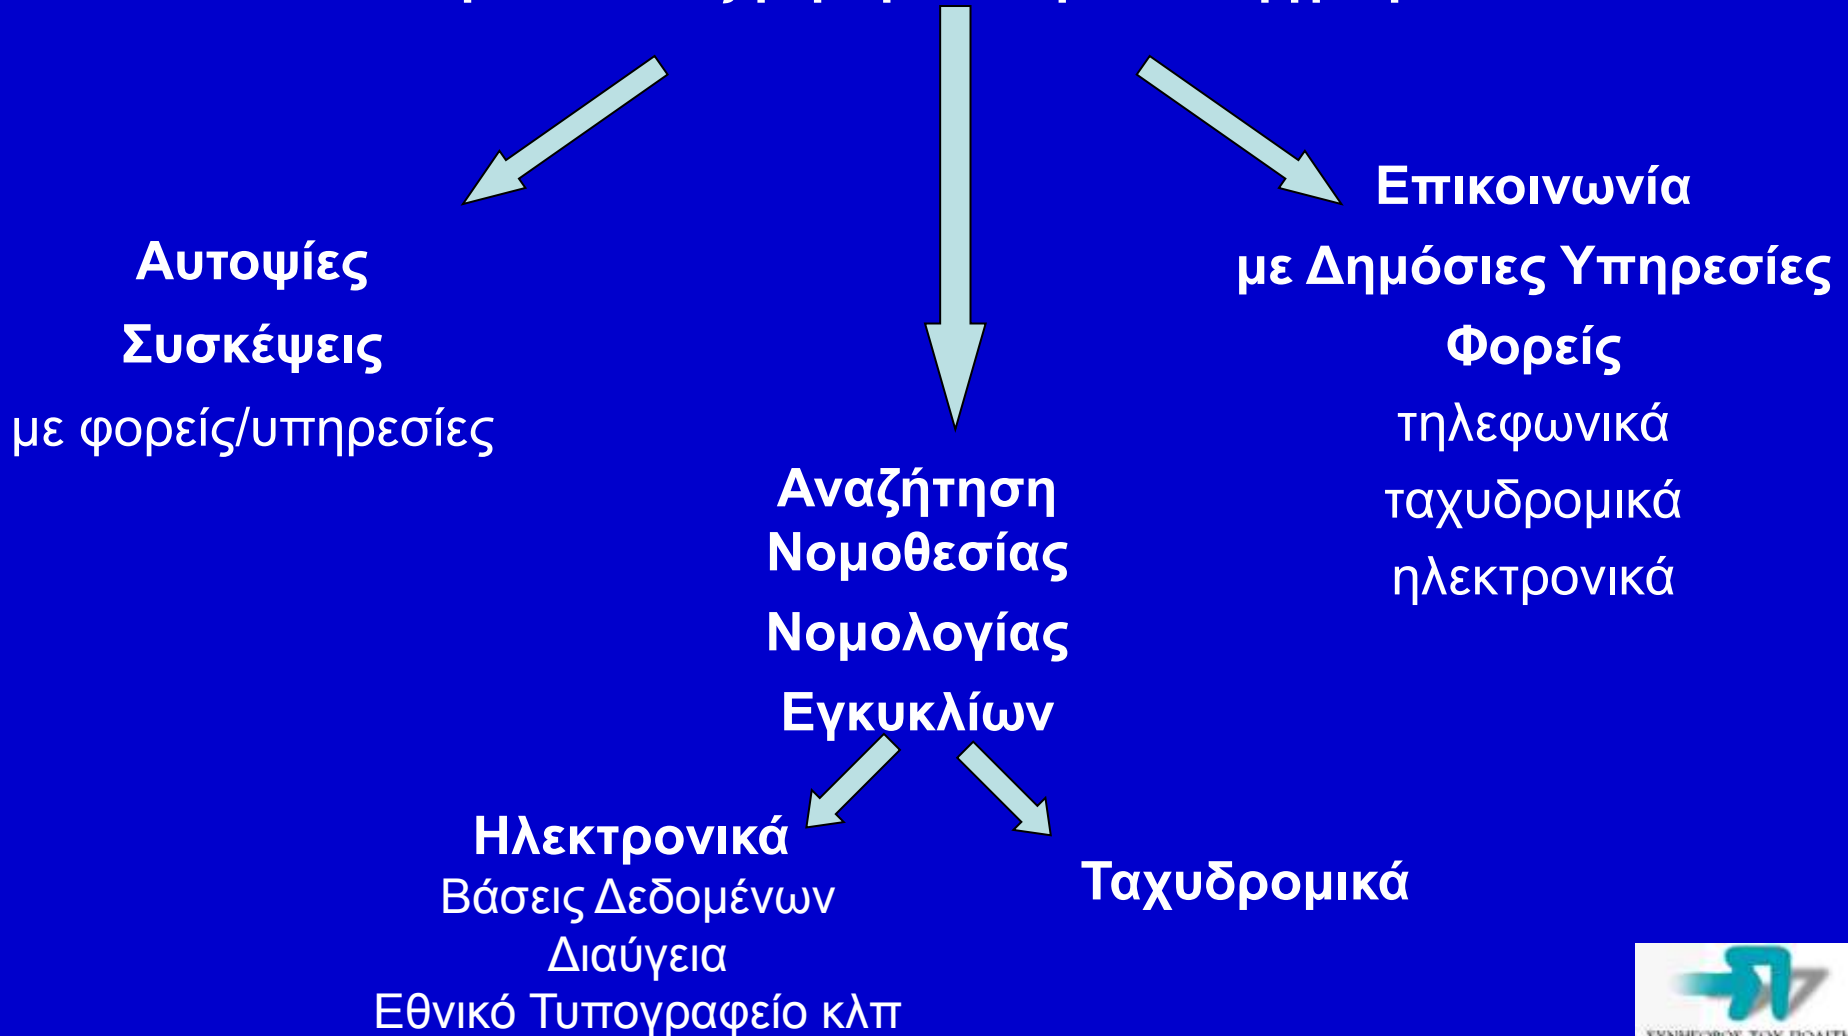 Αυτοψίες
Συσκέψεις
με φορείς/υπηρεσίες
Αναζήτηση
Νομοθεσίας
Νομολογίας
Εγκυκλίων
Ηλεκτρονικά
Βάσεις Δεδομένων
Διαύγεια
Εθνικό Τυπογραφείο κλπ
Ταχυδρομικά
Επικοινωνία
με Δημόσιες Υπηρεσίες
Φορείς
τηλεφωνικά
ταχυδρομικά
ηλεκτρονικά